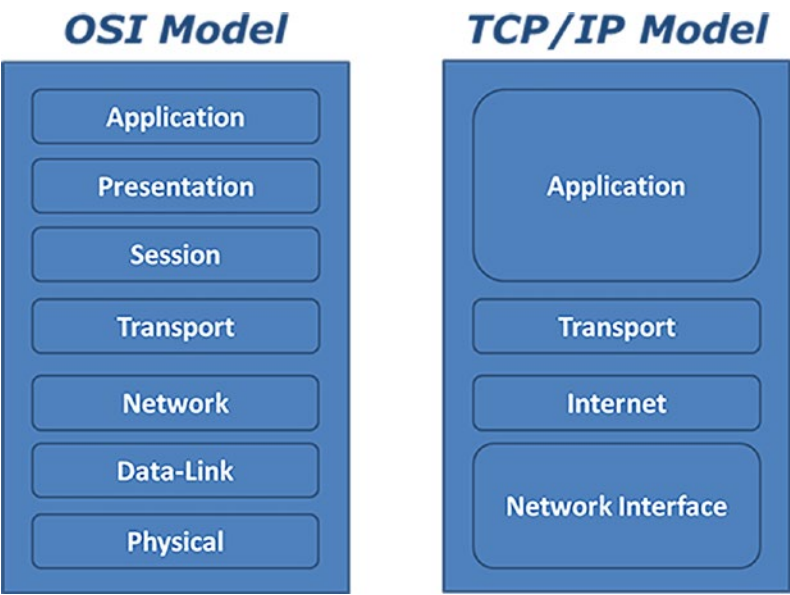 OSI Model
Application
Presentation
Session
Transport
Network
Data-Link
Physical
TCP/IP Model
Application
Transport
Internet
Network Interface